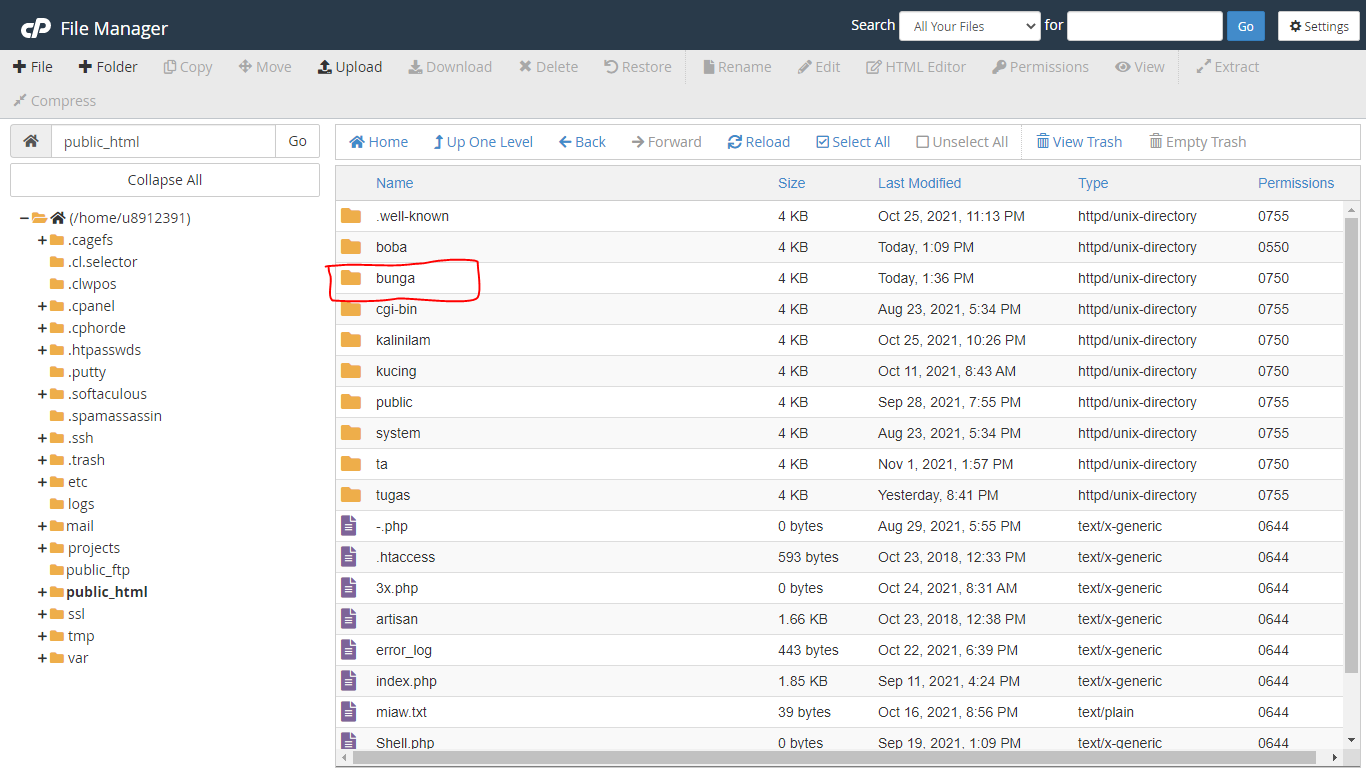 cP File Manager Search All Your Files for Go Settings
File Folder Copy Move Upload Download Delete Restore Rename Edit HTML Editor Permissions View Extract
Compress
public_html Go Home Up One Level Back Forward Reload Select All Unselect All View Trash Empty Trash
Collapse All
(/home/u8912391)
.cagefs
.cl.selector
.clwpos
.cpanel
.cphorde
.htpasswds
.putty
.softaculous
.spamassassin
.ssh
.trash
etc
logs
mail
projects
public_ftp
public_html
ssl
tmp
var
Name Size Last Modified Type Permissions
.well-known 4 KB Oct 25, 2021, 11:13 PM httpd/unix-directory 0755
boba 4 KB Today, 1:09 PM httpd/unix-directory 0550
bunga 4 KB Today, 1:36 PM httpd/unix-directory 0750
cgi-bin 4 KB Aug 23, 2021, 5:34 PM httpd/unix-directory 0755
kalinilam 4 KB Oct 25, 2021, 10:26 PM httpd/unix-directory 0750
kucing 4 KB Oct 11, 2021, 8:43 AM httpd/unix-directory 0750
public 4 KB Sep 28, 2021, 7:55 PM httpd/unix-directory 0755
system 4 KB Aug 23, 2021, 5:34 PM httpd/unix-directory 0755
ta 4 KB Nov 1, 2021, 1:57 PM httpd/unix-directory 0750
tugas 4 KB Yesterday, 8:41 PM httpd/unix-directory 0755
-.php 0 bytes Aug 29, 2021, 5:55 PM text/x-generic 0644
.htaccess 593 bytes Oct 23, 2018, 12:33 PM text/x-generic 0644
3x.php 0 bytes Oct 24, 2021, 8:31 AM text/x-generic 0644
artisan 1.66 KB Oct 23, 2018, 12:38 PM text/x-generic 0644
error_log 443 bytes Oct 22, 2021, 6:39 PM text/x-generic 0644
index.php 1.85 KB Sep 11, 2021, 4:24 PM text/x-generic 0644
miaw.txt 39 bytes Oct 16, 2021, 8:56 PM text/plain 0644
Shell.php 0 bytes Sep 19, 2021, 1:09 PM text/x-generic 0644